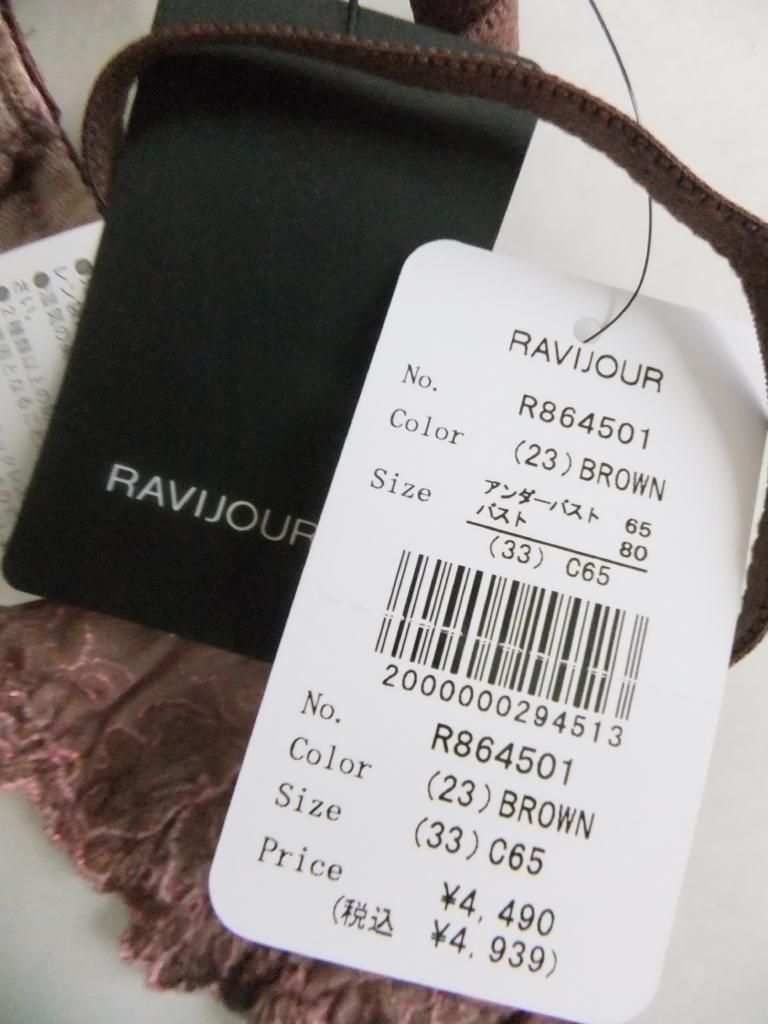 RAVIJOUR
RAVIJOUR
No. R864501
Color (23)BROWN
Size アンダーバスト 65
バスト 80
(33) C65
2000000294513
No. R864501
Color (23)BROWN
Size (33)C65
Price ¥4,490
(税込 ¥4,939)